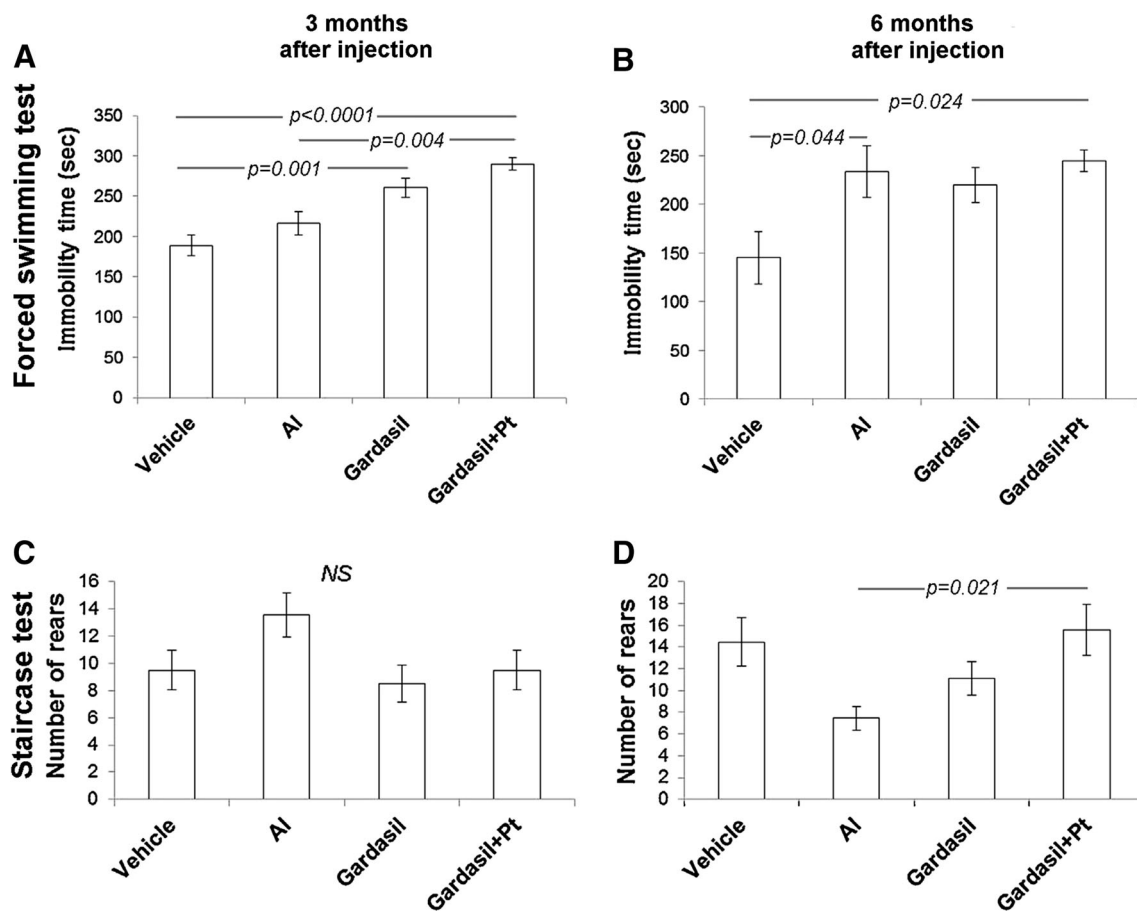 3 months
after injection
6 months
after injection
A
Forced swimming test
Immobility time (sec)
350
300
250
200
150
100
50
0
p<0.0001
p=0.004
p=0.001
Vehicle
Al
Gardasil
Gardasil+Pt
B
Immobility time (sec)
300
250
200
150
100
50
0
p=0.024
p=0.044
Vehicle
Al
Gardasil
Gardasil+Pt
C
Staircase test
Number of rears
16
14
12
10
8
6
4
2
0
NS
Vehicle
Al
Gardasil
Gardasil+Pt
D
Number of rears
20
18
16
14
12
10
8
6
4
2
0
p=0.021
Vehicle
Al
Gardasil
Gardasil+Pt